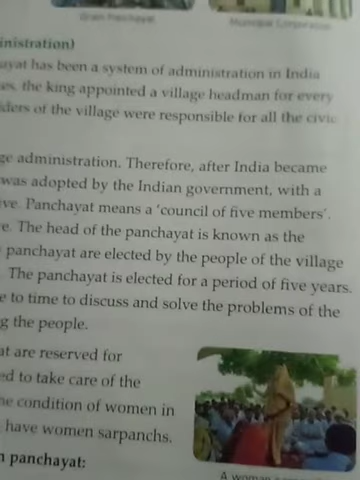 Gram Panchayat
Municipal Corporation
inistration)
ayat has been a system of administration in India
es, the king appointed a village headman for every
lders of the village were responsible for all the civic
ge administration. Therefore, after India became
was adopted by the Indian government, with a
ve. Panchayat means a 'council of five members'.
e. The head of the panchayat is known as the
panchayat are elected by the people of the village
The panchayat is elected for a period of five years.
e to time to discuss and solve the problems of the
g the people.
at are reserved for
ed to take care of the
he condition of women in
have women sarpanchs.
n panchayat:
A woman